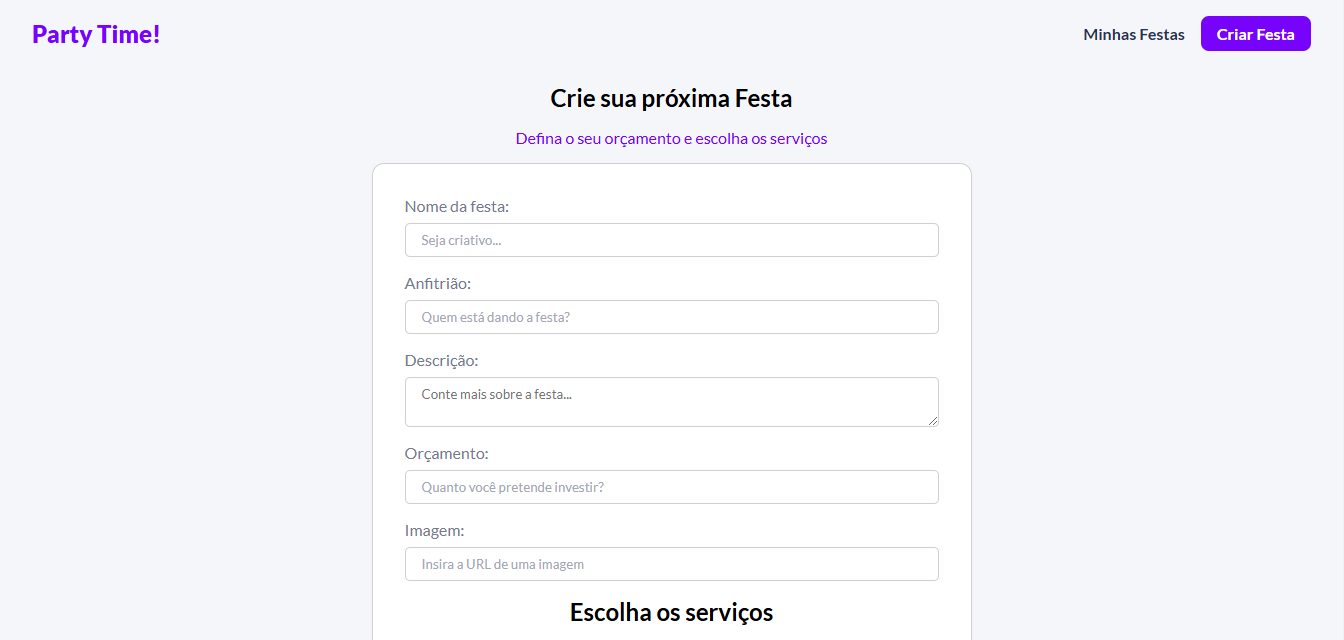 Party Time!
Minhas Festas
Criar Festa
Crie sua próxima Festa
Defina o seu orçamento e escolha os serviços
Nome da festa:
Seja criativo...
Anfitrião:
Quem está dando a festa?
Descrição:
Conte mais sobre a festa...
Orçamento:
Quanto você pretende investir?
Imagem:
Insira a URL de uma imagem
Escolha os serviços